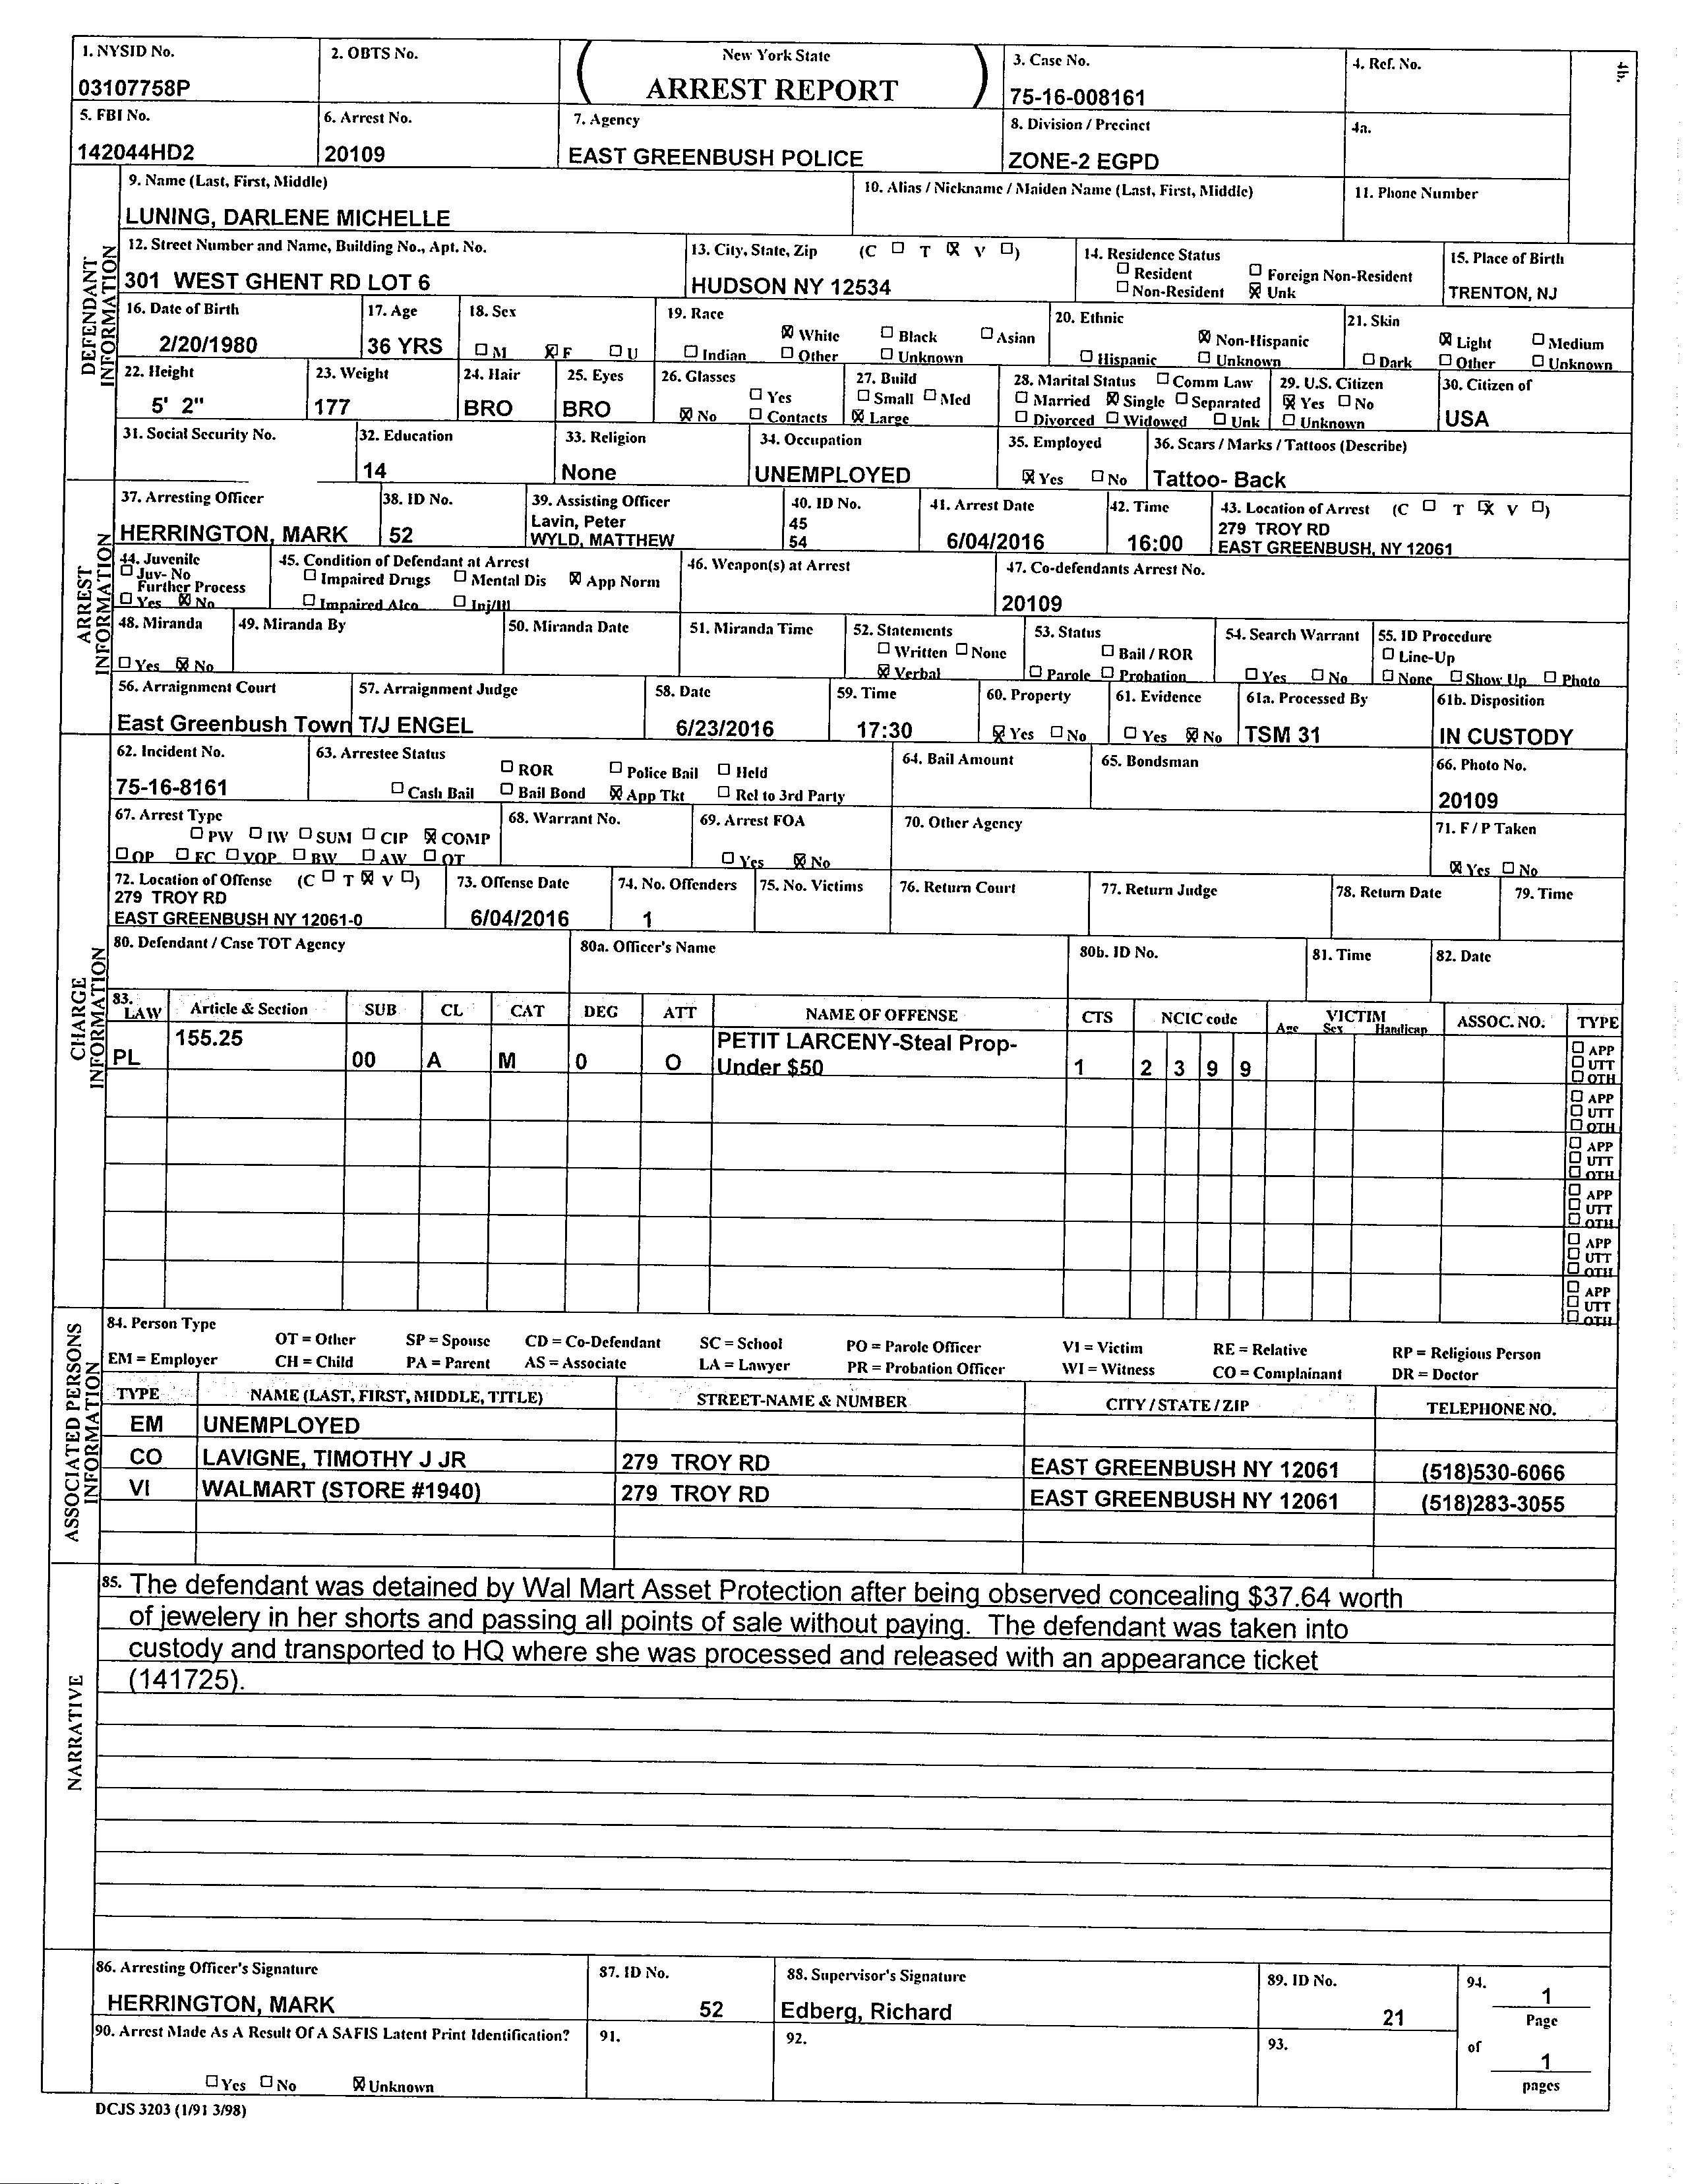 1. NYSID No.
03107758P
2. OBTS No.
New York State
ARREST REPORT
3. Case No.
75-16-008161
4. Ref. No.
4b.
5. FBI No.
142044HD2
6. Arrest No.
20109
7. Agency
EAST GREENBUSH POLICE
8. Division / Precinct
ZONE-2 EGPD
4a.
DEFENDANT INFORMATION
9. Name (Last, First, Middle)
LUNING, DARLENE MICHELLE
10. Alias / Nickname / Maiden Name (Last, First, Middle)
11. Phone Number
12. Street Number and Name, Building No., Apt. No.
301 WEST GHENT RD LOT 6
13. City, State, Zip (C ☐ T ☒ V ☐)
HUDSON NY 12534
14. Residence Status
☐ Resident ☐ Foreign Non-Resident
☐ Non-Resident ☒ Unk
15. Place of Birth
TRENTON, NJ
16. Date of Birth
2/20/1980
17. Age
36 YRS
18. Sex
☐ M ☒ F ☐ U
19. Race
☒ White ☐ Black ☐ Asian
☐ Indian ☐ Other ☐ Unknown
20. Ethnic
☒ Non-Hispanic
☐ Hispanic ☐ Unknown
21. Skin
☒ Light ☐ Medium
☐ Dark ☐ Other ☐ Unknown
22. Height
5' 2"
23. Weight
177
24. Hair
BRO
25. Eyes
BRO
26. Glasses
☐ Yes
☒ No ☐ Contacts
27. Build
☐ Small ☐ Med
☒ Large
28. Marital Status ☐ Comm Law
☐ Married ☒ Single ☐ Separated
☐ Divorced ☐ Widowed ☐ Unk
29. U.S. Citizen
☒ Yes ☐ No
☐ Unknown
30. Citizen of
USA
31. Social Security No.
32. Education
14
33. Religion
None
34. Occupation
UNEMPLOYED
35. Employed
☒ Yes ☐ No
36. Scars / Marks / Tattoos (Describe)
Tattoo- Back
ARREST INFORMATION
37. Arresting Officer
HERRINGTON, MARK
38. ID No.
52
39. Assisting Officer
Lavin, Peter
WYLD, MATTHEW
40. ID No.
45
54
41. Arrest Date
6/04/2016
42. Time
16:00
43. Location of Arrest (C ☐ T ☒ V ☐)
279 TROY RD
EAST GREENBUSH, NY 12061
44. Juvenile
☐ Juv- No
Further Process
☐ Yes ☒ No
45. Condition of Defendant at Arrest
☐ Impaired Drugs ☐ Mental Dis ☒ App Norm
☐ Impaired Alco ☐ Inj/Ill
46. Weapon(s) at Arrest
47. Co-defendants Arrest No.
20109
48. Miranda
☐ Yes ☒ No
49. Miranda By
50. Miranda Date
51. Miranda Time
52. Statements
☐ Written ☐ None
☒ Verbal
53. Status
☐ Bail / ROR
☐ Parole ☐ Probation
54. Search Warrant
☐ Yes ☐ No
55. ID Procedure
☐ Line-Up
☐ None ☐ Show Up ☐ Photo
56. Arraignment Court
East Greenbush Town
57. Arraignment Judge
T/J ENGEL
58. Date
6/23/2016
59. Time
17:30
60. Property
☒ Yes ☐ No
61. Evidence
☐ Yes ☒ No
61a. Processed By
TSM 31
61b. Disposition
IN CUSTODY
CHARGE INFORMATION
62. Incident No.
75-16-8161
63. Arrestee Status
☐ ROR ☐ Police Bail ☐ Held
☐ Cash Bail ☐ Bail Bond ☒ App Tkt ☐ Rel to 3rd Party
64. Bail Amount
65. Bondsman
66. Photo No.
20109
67. Arrest Type
☐ PW ☐ IW ☐ SUM ☐ CIP ☒ COMP
☐ OP ☐ FC ☐ VOP ☐ BW ☐ AW ☐ OT
68. Warrant No.
69. Arrest FOA
☐ Yes ☒ No
70. Other Agency
71. F / P Taken
☒ Yes ☐ No
72. Location of Offense (C ☐ T ☒ V ☐)
279 TROY RD
EAST GREENBUSH NY 12061-0
73. Offense Date
6/04/2016
74. No. Offenders
1
75. No. Victims
76. Return Court
77. Return Judge
78. Return Date
79. Time
80. Defendant / Case TOT Agency
80a. Officer's Name
80b. ID No.
81. Time
82. Date
83. LAW Article & Section SUB CL CAT DEG ATT NAME OF OFFENSE CTS NCIC code VICTIM Age Sex Handicap ASSOC. NO. TYPE
PL 155.25 00 A M 0 O PETIT LARCENY-Steal Prop-
Under $50 1 2 3 9 9
☐ APP
☐ UTT
☐ OTH
☐ APP
☐ UTT
☐ OTH
☐ APP
☐ UTT
☐ OTH
☐ APP
☐ UTT
☐ OTH
☐ APP
☐ UTT
☐ OTH
☐ APP
☐ UTT
☐ OTH
ASSOCIATED PERSONS INFORMATION
84. Person Type
OT = Other SP = Spouse CD = Co-Defendant SC = School PO = Parole Officer VI = Victim RE = Relative RP = Religious Person
EM = Employer CH = Child PA = Parent AS = Associate LA = Lawyer PR = Probation Officer WI = Witness CO = Complainant DR = Doctor
TYPE NAME (LAST, FIRST, MIDDLE, TITLE) STREET-NAME & NUMBER CITY / STATE / ZIP TELEPHONE NO.
EM UNEMPLOYED
CO LAVIGNE, TIMOTHY J JR 279 TROY RD EAST GREENBUSH NY 12061 (518)530-6066
VI WALMART (STORE #1940) 279 TROY RD EAST GREENBUSH NY 12061 (518)283-3055
NARRATIVE
85. The defendant was detained by Wal Mart Asset Protection after being observed concealing $37.64 worth
of jewelery in her shorts and passing all points of sale without paying. The defendant was taken into
custody and transported to HQ where she was processed and released with an appearance ticket
(141725).
86. Arresting Officer's Signature
HERRINGTON, MARK
87. ID No.
52
88. Supervisor's Signature
Edberg, Richard
89. ID No.
21
94.
1
Page
of
1
pages
90. Arrest Made As A Result Of A SAFIS Latent Print Identification?
☐ Yes ☐ No ☒ Unknown
91.
92.
93.
DCJS 3203 (1/91 3/98)